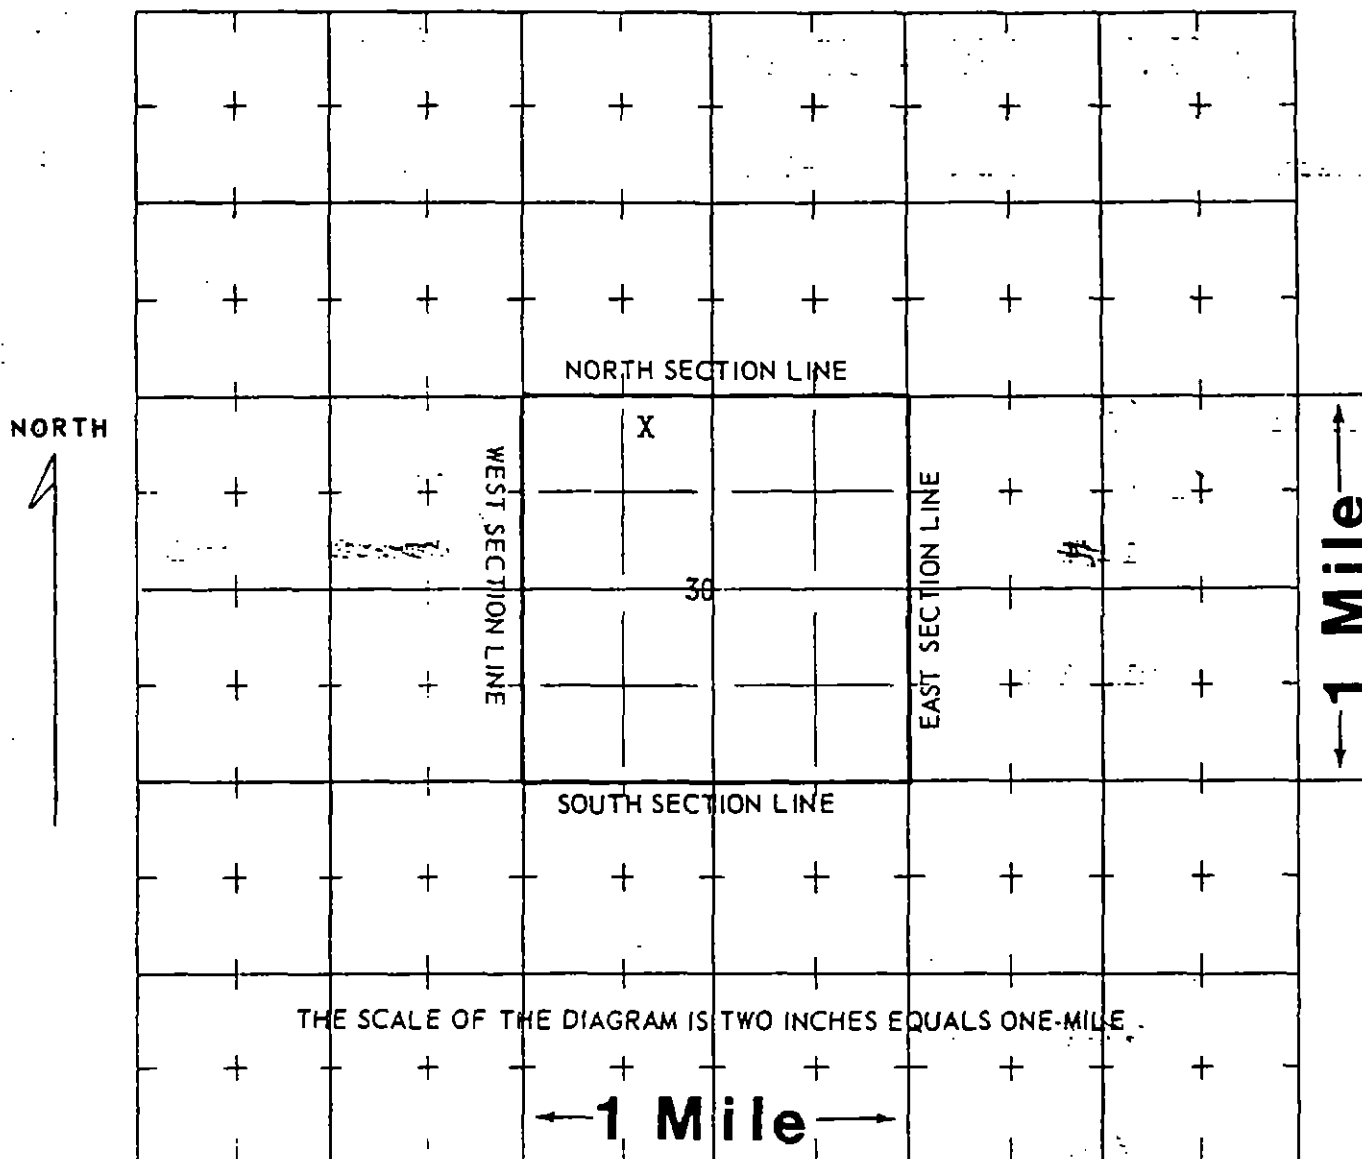 NORTH SECTION LINE
X
NORTH
WEST SECTION LINE
30
EAST SECTION LINE
1 Mile
SOUTH SECTION LINE
THE SCALE OF THE DIAGRAM IS TWO INCHES EQUALS ONE-MILE
1 Mile